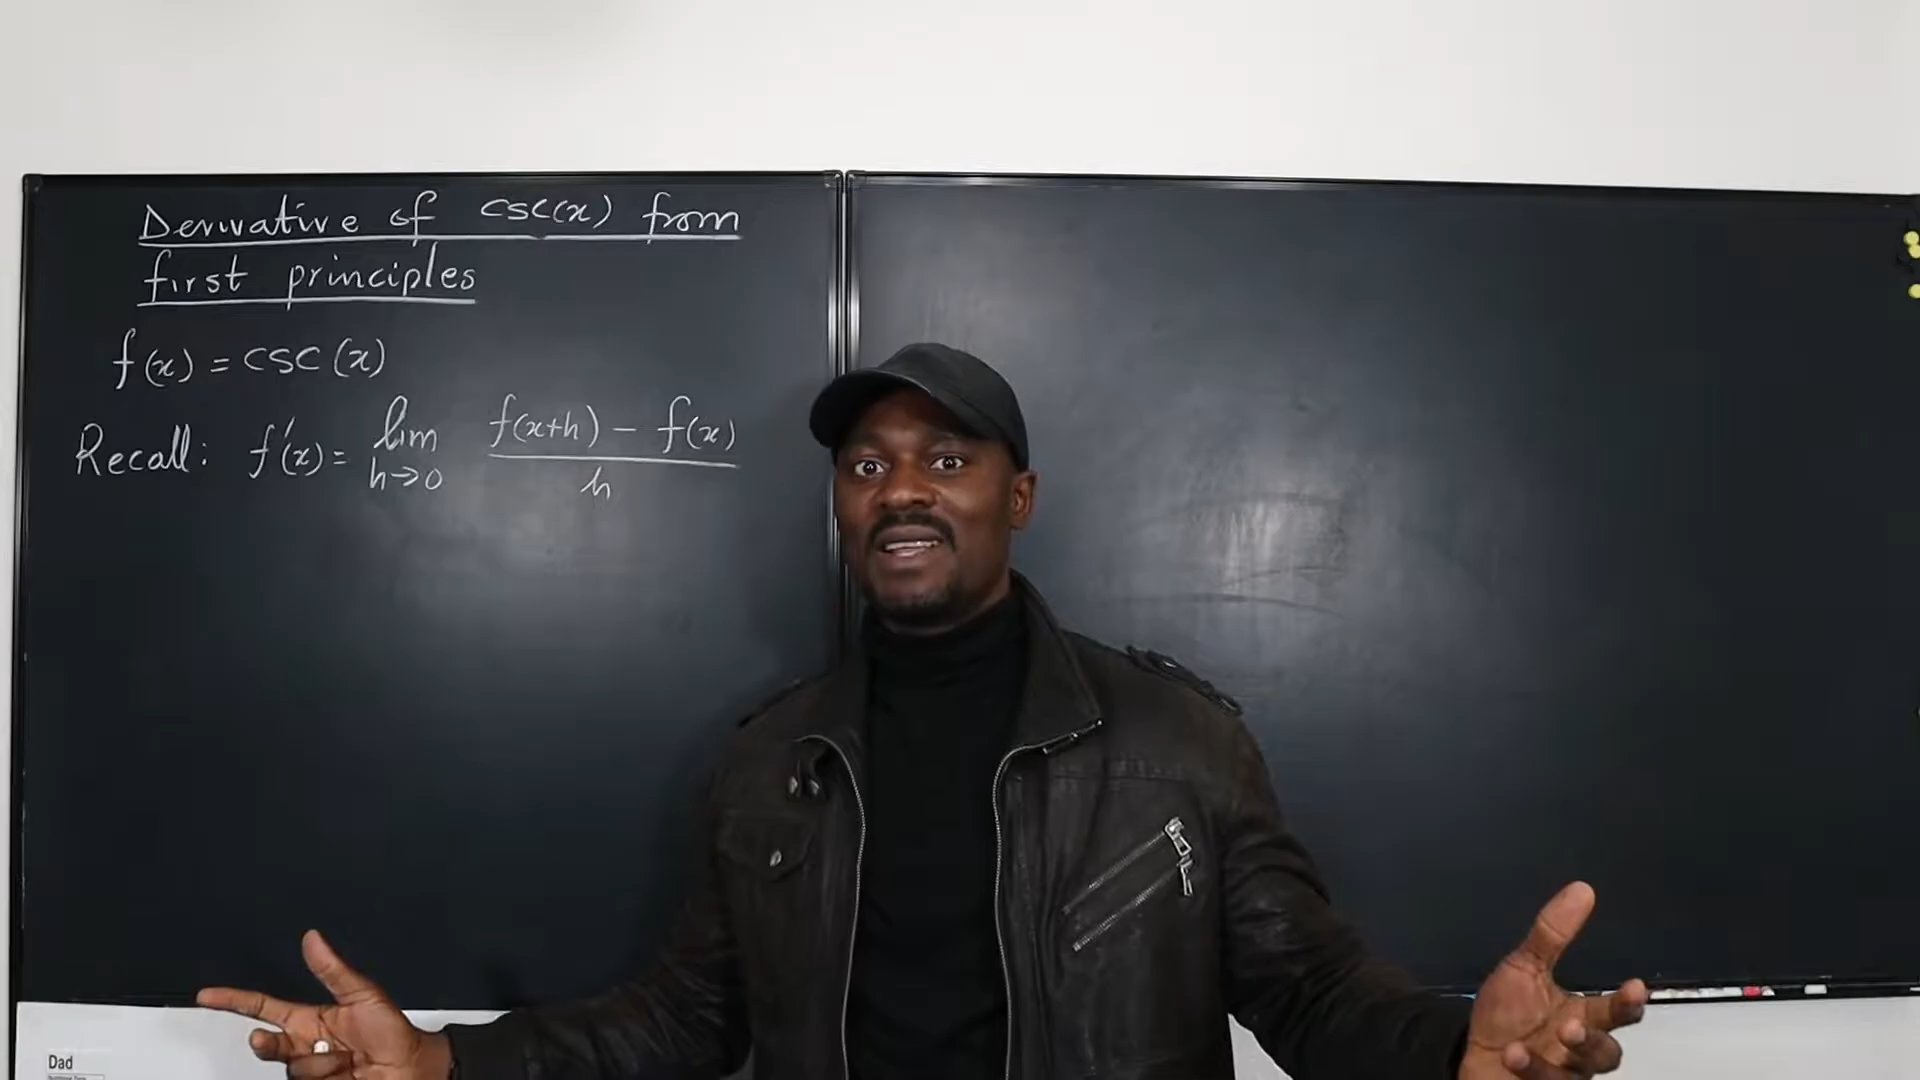 Derivative of csc(x) from
first principles
f(x) = csc(x)
Recall: f'(x) = lim h→0 f(x+h) - f(x) / h
Dad